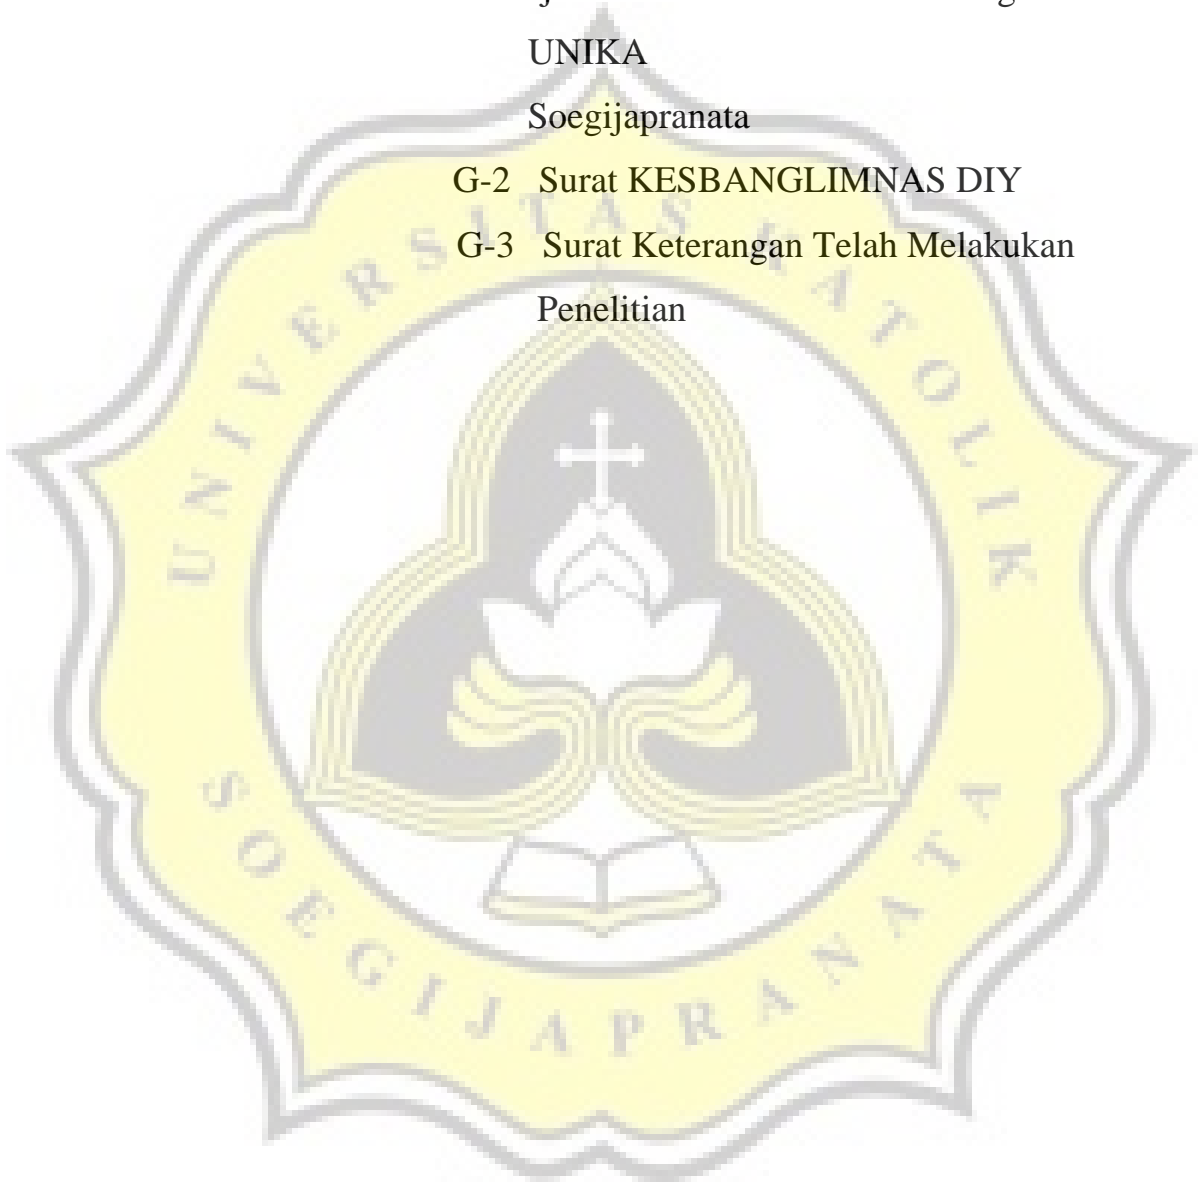 UNIKA
Soegijapranata
G-2 Surat KESBANGLIMNAS DIY
G-3 Surat Keterangan Telah Melakukan
Penelitian
UNIVERSITAS KATOLIK
SOEGIJAPRANATA